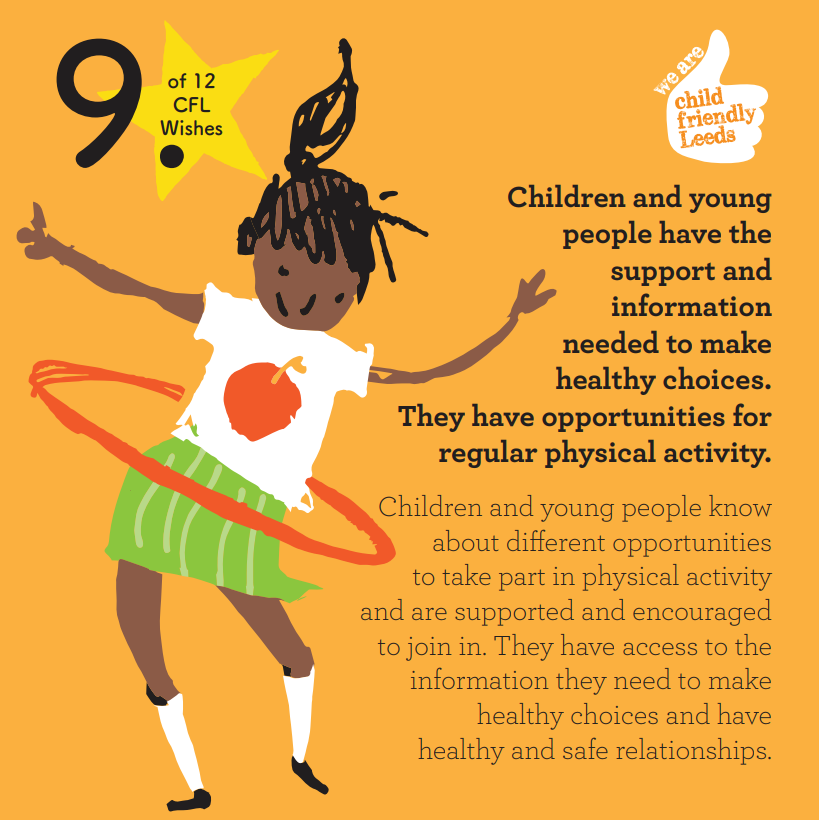 9
of 12
CFL
Wishes
we are
child
friendly
Leeds
Children and young
people have the
support and
information
needed to make
healthy choices.
They have opportunities for
regular physical activity.
Children and young people know
about different opportunities
to take part in physical activity
and are supported and encouraged
to join in. They have access to the
information they need to make
healthy choices and have
healthy and safe relationships.